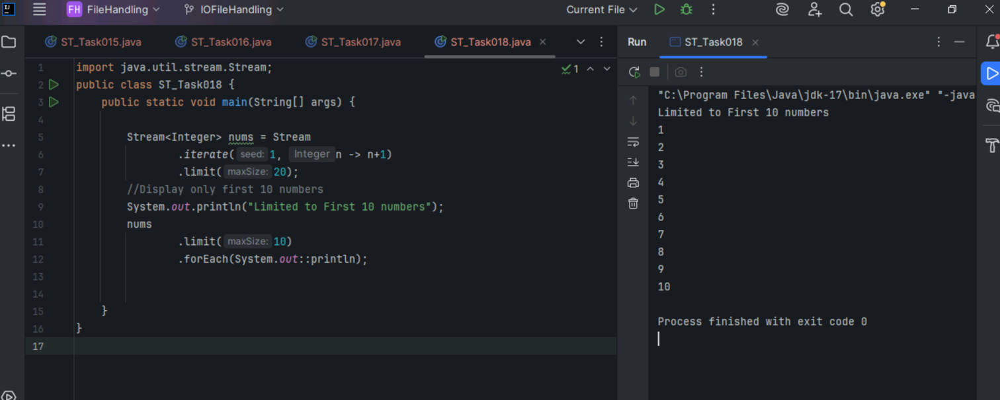 IJ
FH FileHandling
IOFileHandling
Current File
ST_Task015.java
ST_Task016.java
ST_Task017.java
ST_Task018.java
1
1 import java.util.stream.Stream;
2 public class ST_Task018 {
3 public static void main(String[] args) {
4
5 Stream<Integer> nums = Stream
6 .iterate( seed: 1, Integer n -> n+1)
7 .limit( maxSize: 20);
8 //Display only first 10 numbers
9 System.out.println("Limited to First 10 numbers");
10 nums
11 .limit( maxSize: 10)
12 .forEach(System.out::println);
13
14
15 }
16 }
17
Run
ST_Task018
"C:\Program Files\Java\jdk-17\bin\java.exe" "-java
Limited to First 10 numbers
1
2
3
4
5
6
7
8
9
10
Process finished with exit code 0